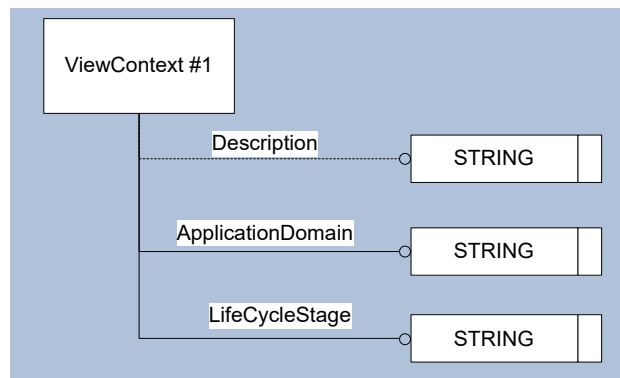 ViewContext #1
Description
STRING
ApplicationDomain
STRING
LifeCycleStage
STRING